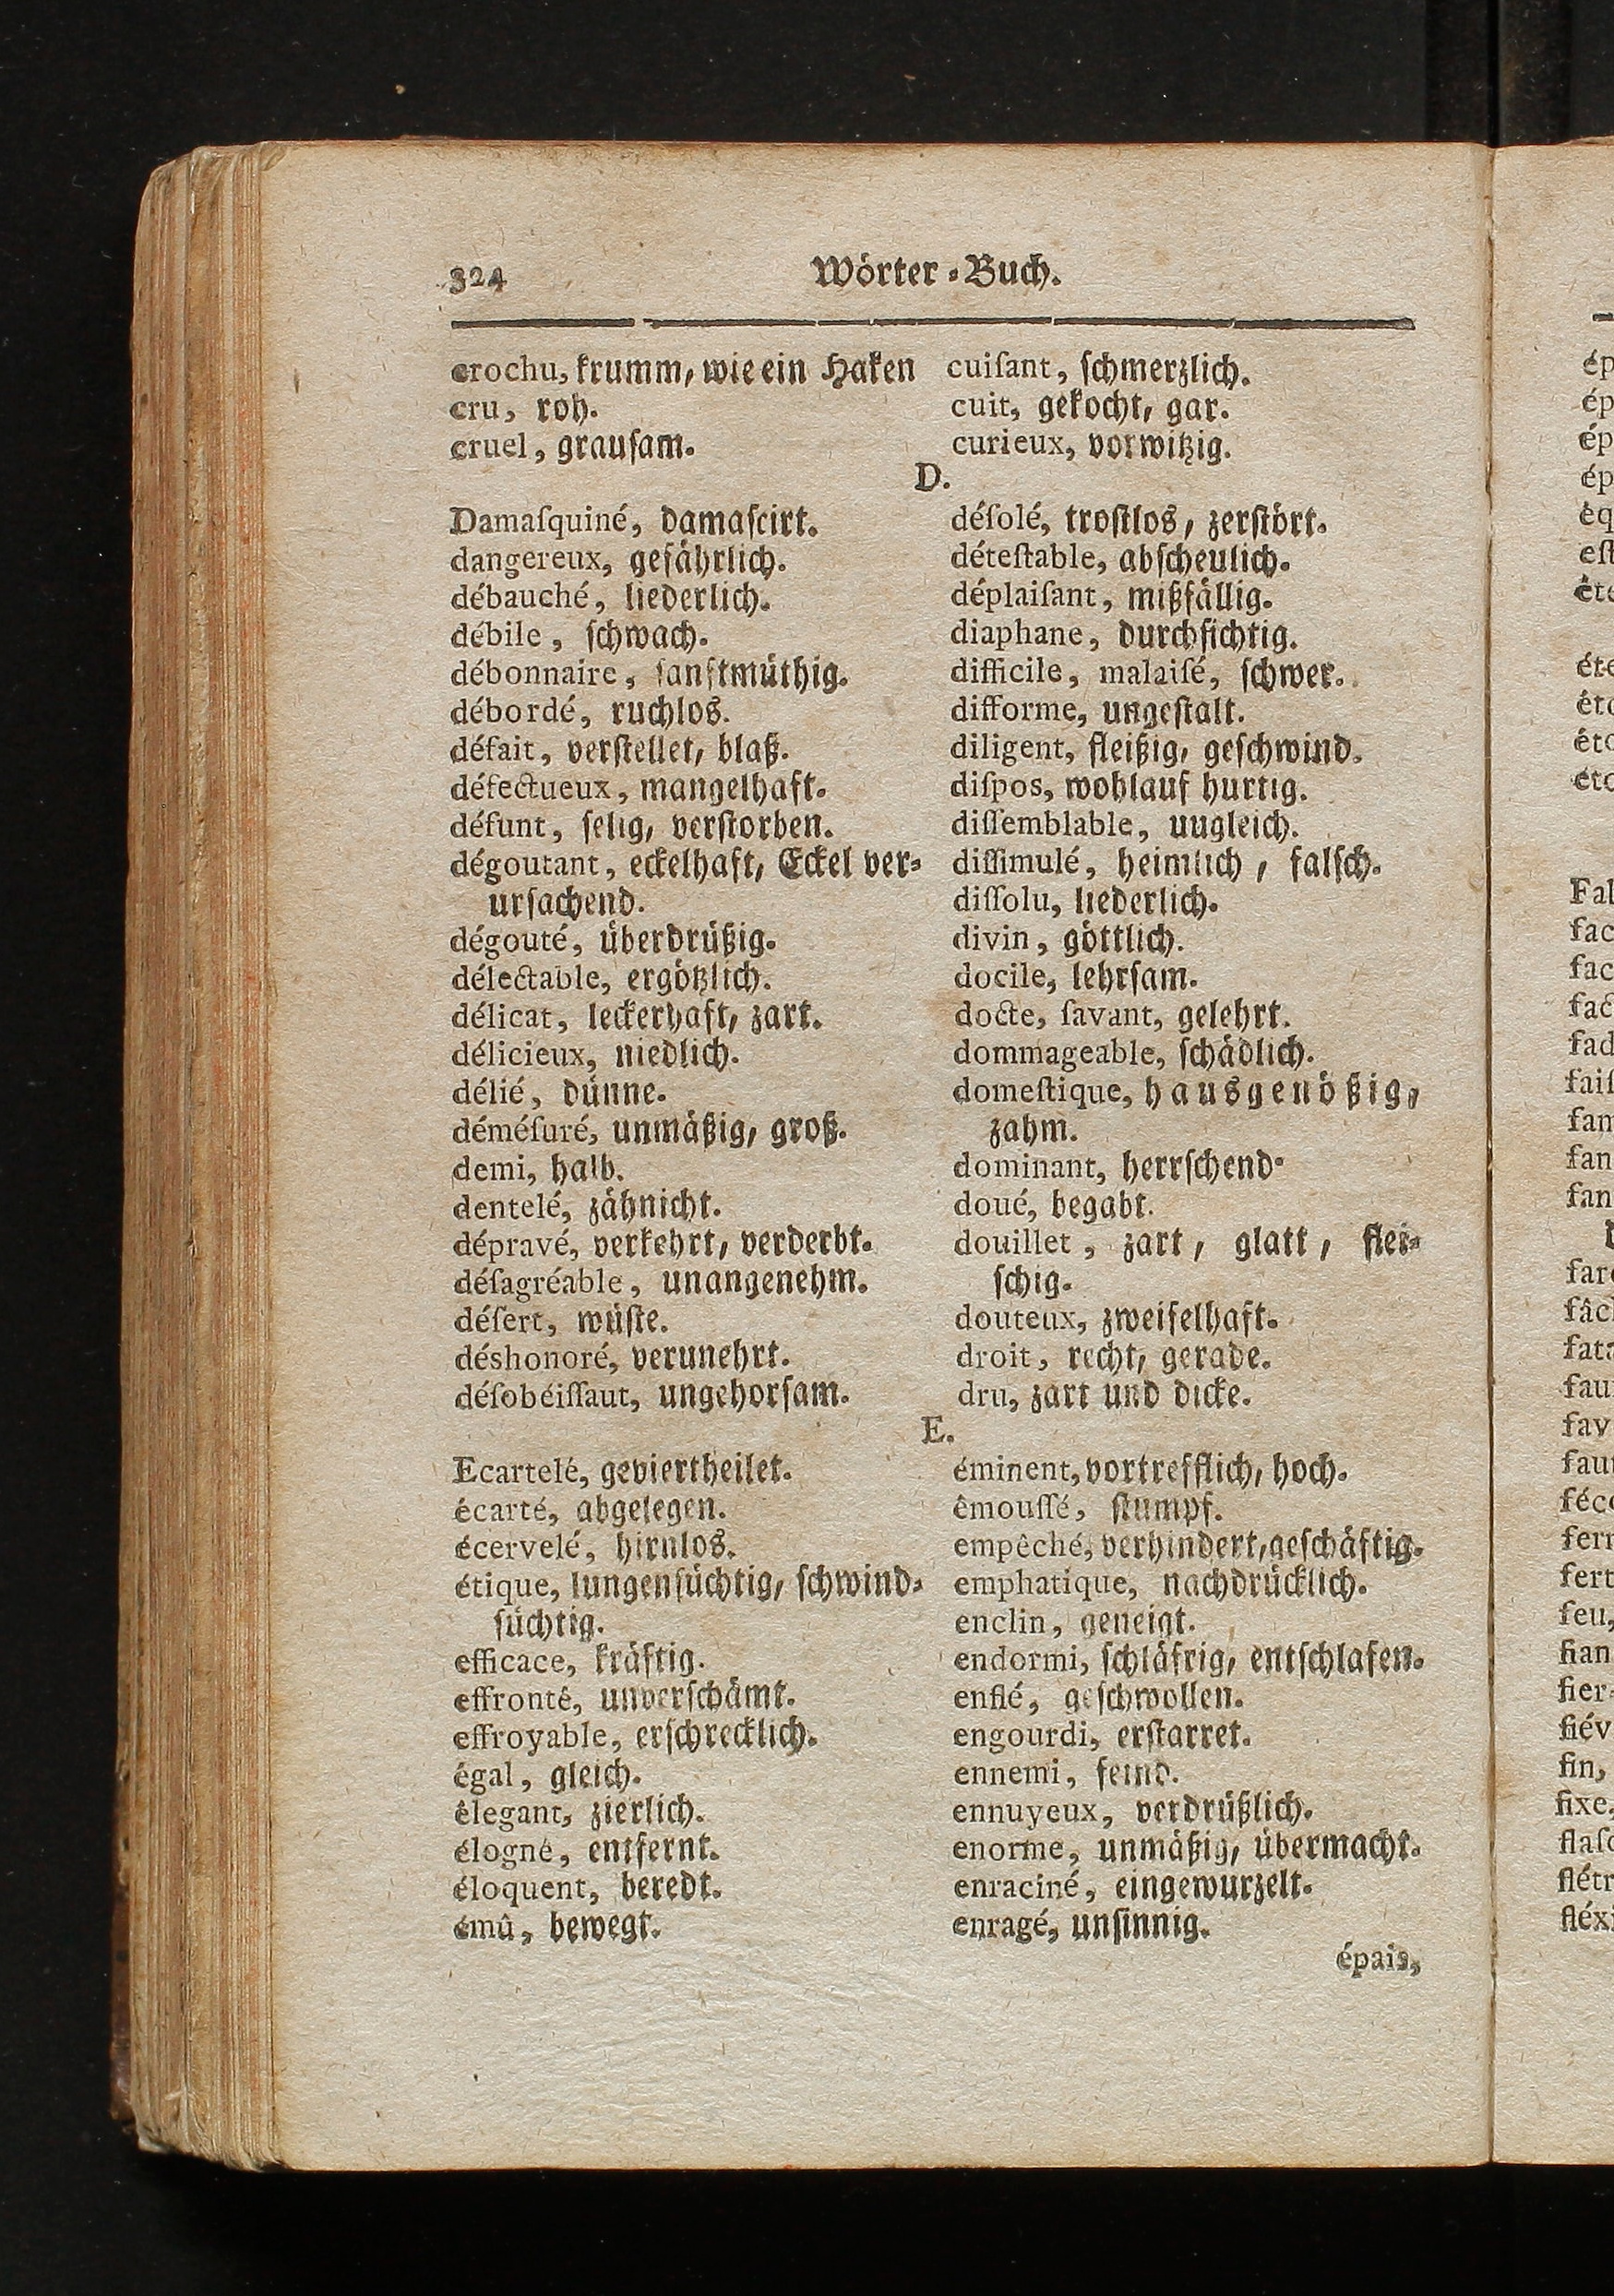 324
Wörter-Buch.
crochu, krumm, wie ein Haken
cru, roh.
cruel, grauſam.
cuiſant, ſchmerzlich.
cuit, gekocht, gar.
curieux, vorwitzig.
D.
Damaſquiné, damaſcirt.
dangereux, gefährlich.
débauché, liederlich.
débile, ſchwach.
débonnaire, ſanftmüthig.
débordé, ruchlos.
défait, verſtellet, blaß.
défectueux, mangelhaft.
défunt, ſelig, verſtorben.
dégoutant, eckelhaft, Eckel ver-
urſachend.
dégouté, überdrüßig.
délectable, ergötzlich.
délicat, leckerhaft, zart.
délicieux, niedlich.
délié, dünne.
déméſuré, unmäßig, groß.
demi, halb.
dentelé, zähnicht.
dépravé, verkehrt, verderbt.
déſagréable, unangenehm.
déſert, wüſte.
déshonoré, verunehrt.
déſobéiſſaut, ungehorſam.
déſolé, troſtlos, zerſtört.
déteſtable, abſcheulich.
déplaiſant, mißfällig.
diaphane, durchſichtig.
difficile, malaiſé, ſchwer.
difforme, ungeſtalt.
diligent, fleißig, geſchwind.
diſpos, wohlauf hurtig.
diſſemblable, uugleich.
diſſimulé, heimlich, falſch.
diſſolu, liederlich.
divin, göttlich.
docile, lehrſam.
docte, ſavant, gelehrt.
dommageable, ſchädlich.
domeſtique, hausgenößig,
zahm.
dominant, herrſchend.
doué, begabt.
douillet, zart, glatt, flei-
ſchig.
douteux, zweifelhaft.
droit, recht, gerade.
dru, zart und dicke.
E.
Ecartelé, geviertheilet.
écarté, abgelegen.
écervelé, hirnlos.
étique, lungenſüchtig, ſchwind-
ſüchtig.
efficace, kräftig.
effronté, unverſchämt.
effroyable, erſchrecklich.
égal, gleich.
êlegant, zierlich.
élogné, entfernt.
éloquent, beredt.
émû, bewegt.
éminent, vortrefflich, hoch.
êmouſſé, ſtumpf.
empêché, verhindert, geſchäftig.
emphatique, nachdrücklich.
enclin, geneigt.
endormi, ſchläfrig, entſchlafen.
enflé, geſchwollen.
engourdi, erſtarret.
ennemi, feind.
ennuyeux, verdrüßlich.
enorme, unmäßig, übermacht.
enraciné, eingewurzelt.
enragé, unſinnig.
épais,